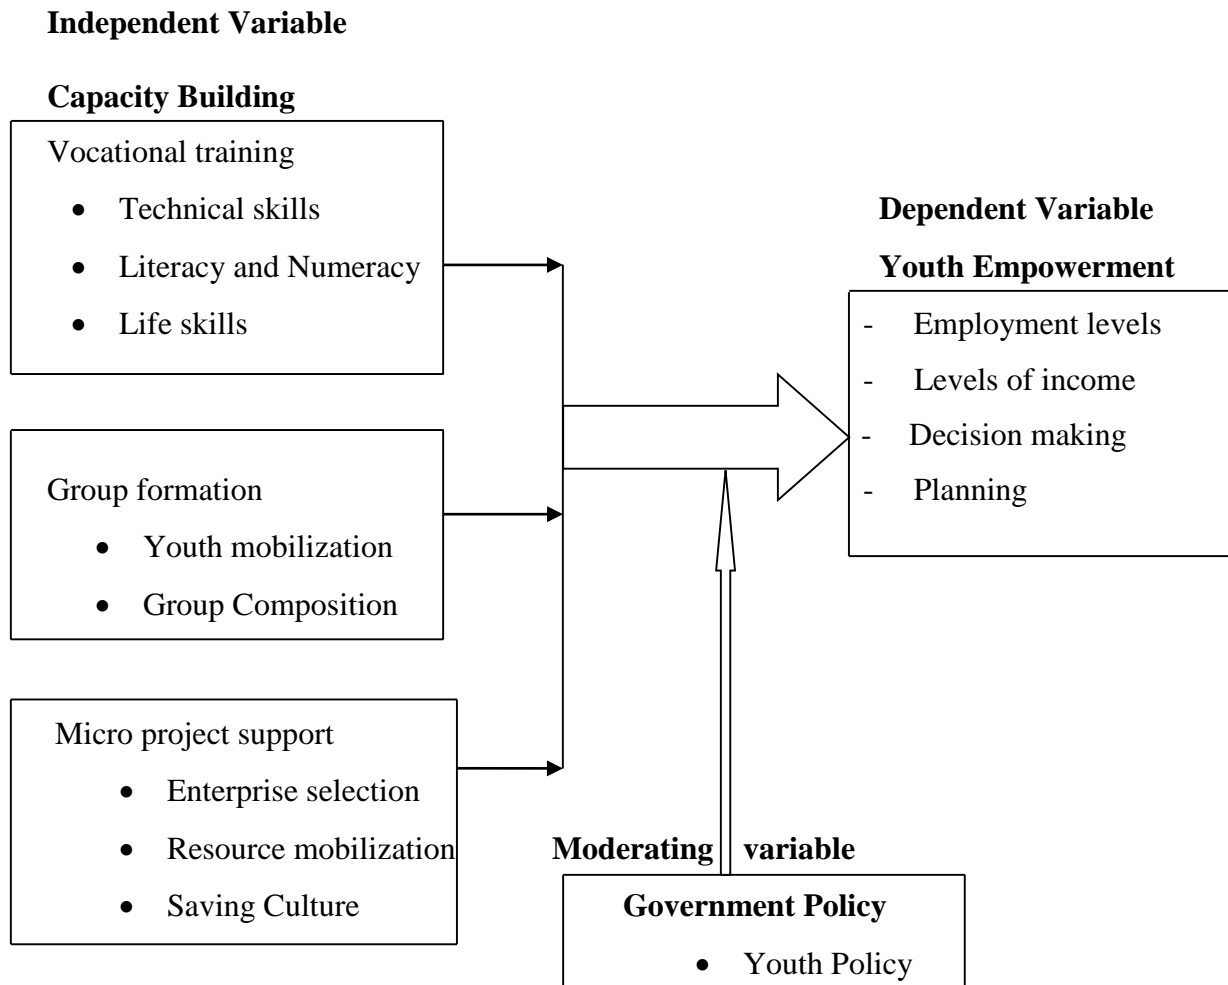 Independent Variable
Capacity Building
Vocational training
• Technical skills
• Literacy and Numeracy
• Life skills
Group formation
• Youth mobilization
• Group Composition
Micro project support
• Enterprise selection
• Resource mobilization
• Saving Culture
Dependent Variable
Youth Empowerment
- Employment levels
- Levels of income
- Decision making
- Planning
Moderating variable
Government Policy
• Youth Policy